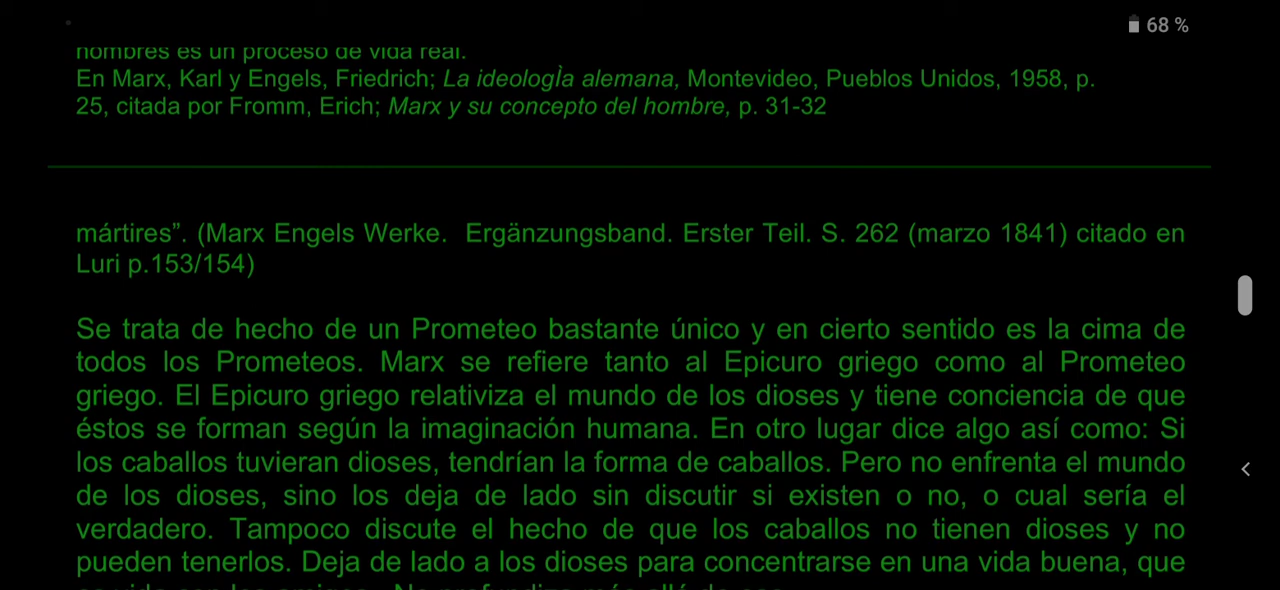 68 %
hombres es un proceso de vida real.
En Marx, Karl y Engels, Friedrich; La ideologÌa alemana, Montevideo, Pueblos Unidos, 1958, p.
25, citada por Fromm, Erich; Marx y su concepto del hombre, p. 31-32
mártires”. (Marx Engels Werke.  Ergänzungsband. Erster Teil. S. 262 (marzo 1841) citado en
Luri p.153/154)
Se trata de hecho de un Prometeo bastante único y en cierto sentido es la cima de
todos los Prometeos. Marx se refiere tanto al Epicuro griego como al Prometeo
griego. El Epicuro griego relativiza el mundo de los dioses y tiene conciencia de que
éstos se forman según la imaginación humana. En otro lugar dice algo así como: Si
los caballos tuvieran dioses, tendrían la forma de caballos. Pero no enfrenta el mundo
de los dioses, sino los deja de lado sin discutir si existen o no, o cual sería el
verdadero. Tampoco discute el hecho de que los caballos no tienen dioses y no
pueden tenerlos. Deja de lado a los dioses para concentrarse en una vida buena, que